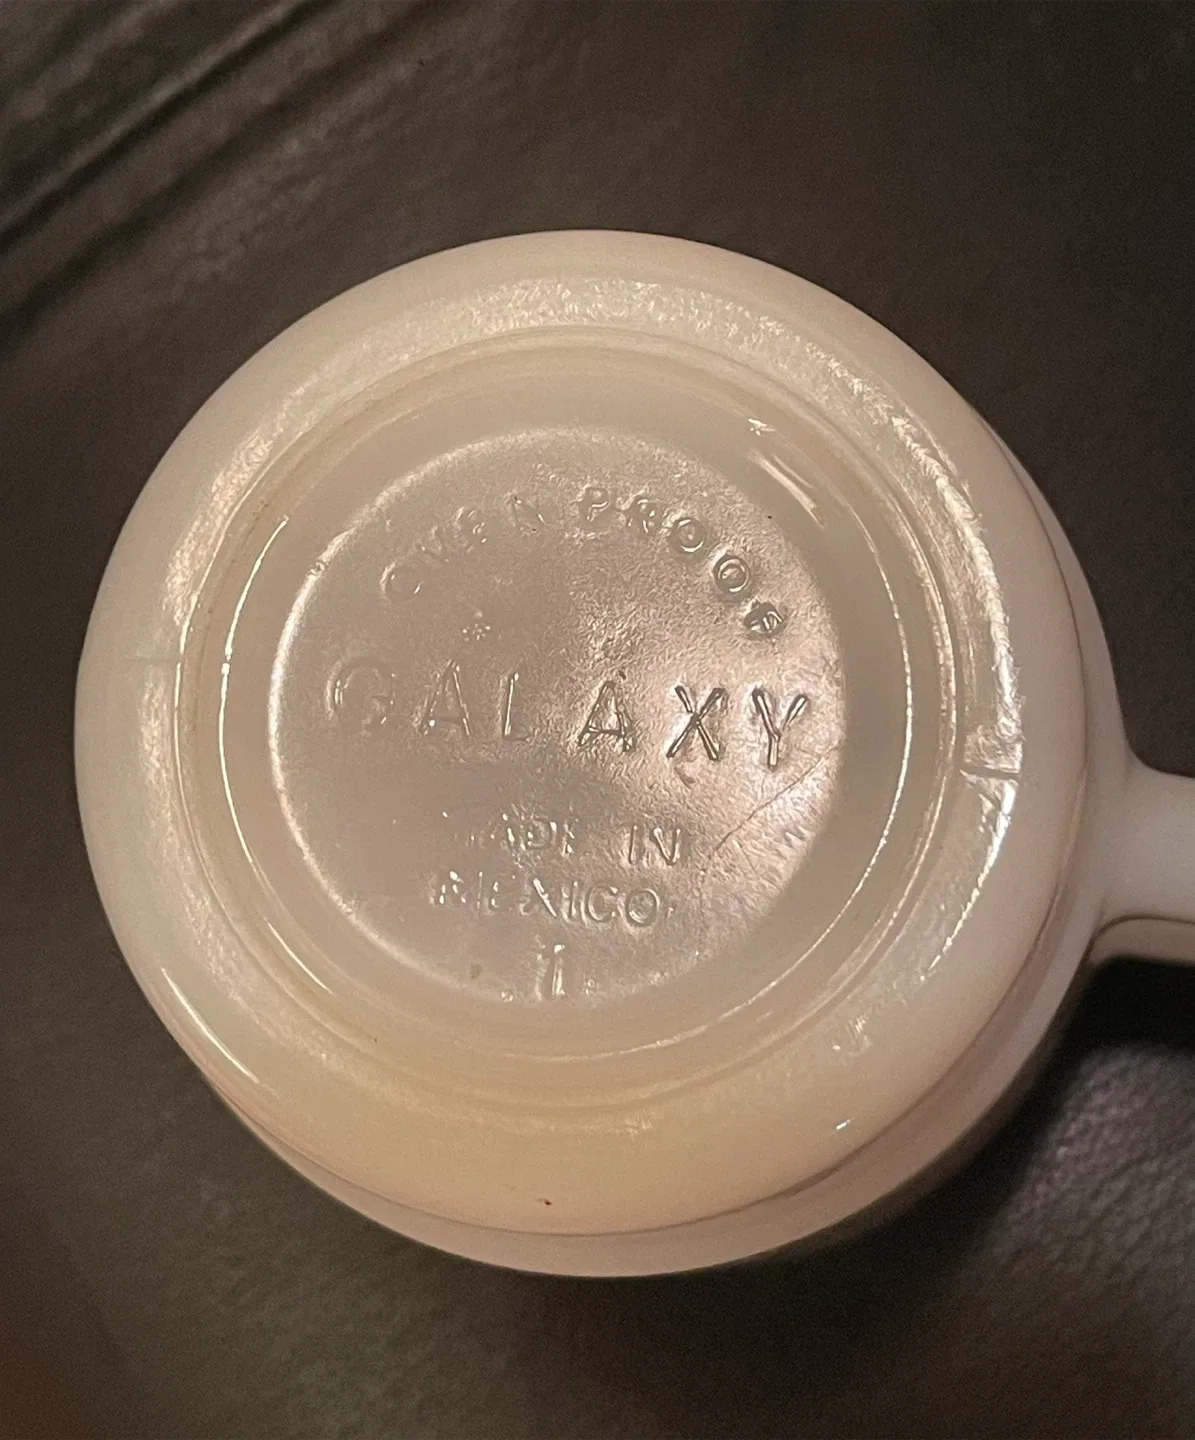 OVEN PROOF
GALAXY
MADE IN
MEXICO
1